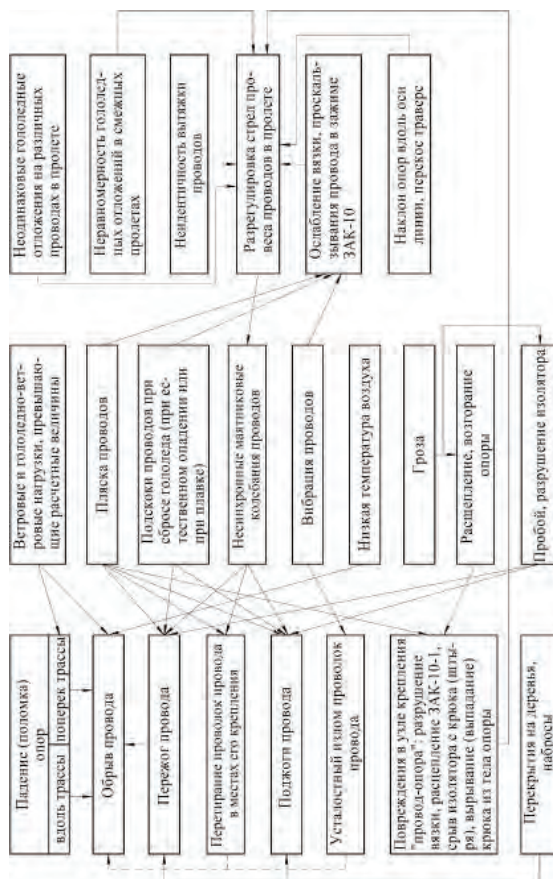 Падение (поломка)
опор
вдоль трассы
поперек трассы
Обрыв провода
Пережог провода
Перетирание проволок провода
в местах его крепления
Поджоги провода
Усталостный излом проволок
провода
Повреждения в узле крепления
"провод-опора": разрушение
вязки, расцепление ЗАК-10-1,
срыв изолятора с крюка (шты-
ря), вырывание (выпадание)
крюка из тела опоры
Перекрытия на деревья,
набросы
Ветровые и гололедно-вет-
ровые нагрузки, превышаю-
щие расчетные величины
Пляска проводов
Подскоки проводов при
сбросе гололеда (при ес-
тественном опадении или
при плавке)
Несинхронные маятниковые
колебания проводов
Вибрация проводов
Низкая температура воздуха
Гроза
Расщепление, возгорание
опоры
Пробой, разрушение изолятора
Неодинаковые гололедные
отложения на различных
проводах в пролете
Неравномерность гололед-
ных отложений в смежных
пролетах
Неидентичность вытяжки
проводов
Разрегулировка стрел про-
веса проводов в пролете
Ослабление вязки, проскаль-
зывания провода в зажиме
ЗАК-10
Наклон опор вдоль оси
линии, перекос траверс